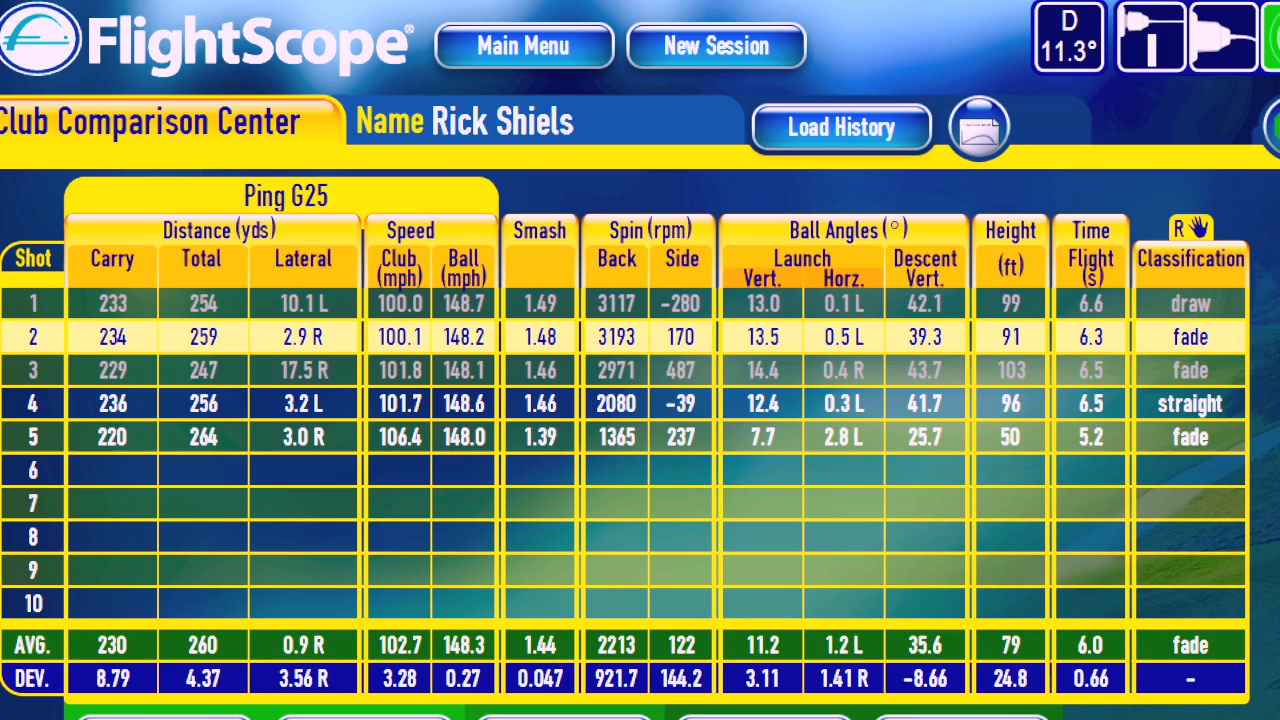 FlightScope®
Main Menu
New Session
D
11.3°
Club Comparison Center
Name Rick Shiels
Load History
Ping G25
Distance (yds) Speed Smash Spin (rpm) Ball Angles (°) Height Time R
Shot Carry Total Lateral Club (mph) Ball (mph) Back Side Launch Vert. Horz. Descent Vert. (ft) Flight (s) Classification
1 233 254 10.1 L 100.0 148.7 1.49 3117 -280 13.0 0.1 L 42.1 99 6.6 draw
2 234 259 2.9 R 100.1 148.2 1.48 3193 170 13.5 0.5 L 39.3 91 6.3 fade
3 229 247 17.5 R 101.8 148.1 1.46 2971 487 14.4 0.4 R 43.7 103 6.5 fade
4 236 256 3.2 L 101.7 148.6 1.46 2080 -39 12.4 0.3 L 41.7 96 6.5 straight
5 220 264 3.0 R 106.4 148.0 1.39 1365 237 7.7 2.8 L 25.7 50 5.2 fade
6
7
8
9
10
AVG. 230 260 0.9 R 102.7 148.3 1.44 2213 122 11.2 1.2 L 35.6 79 6.0 fade
DEV. 8.79 4.37 3.56 R 3.28 0.27 0.047 921.7 144.2 3.11 1.41 R -8.66 24.8 0.66 -